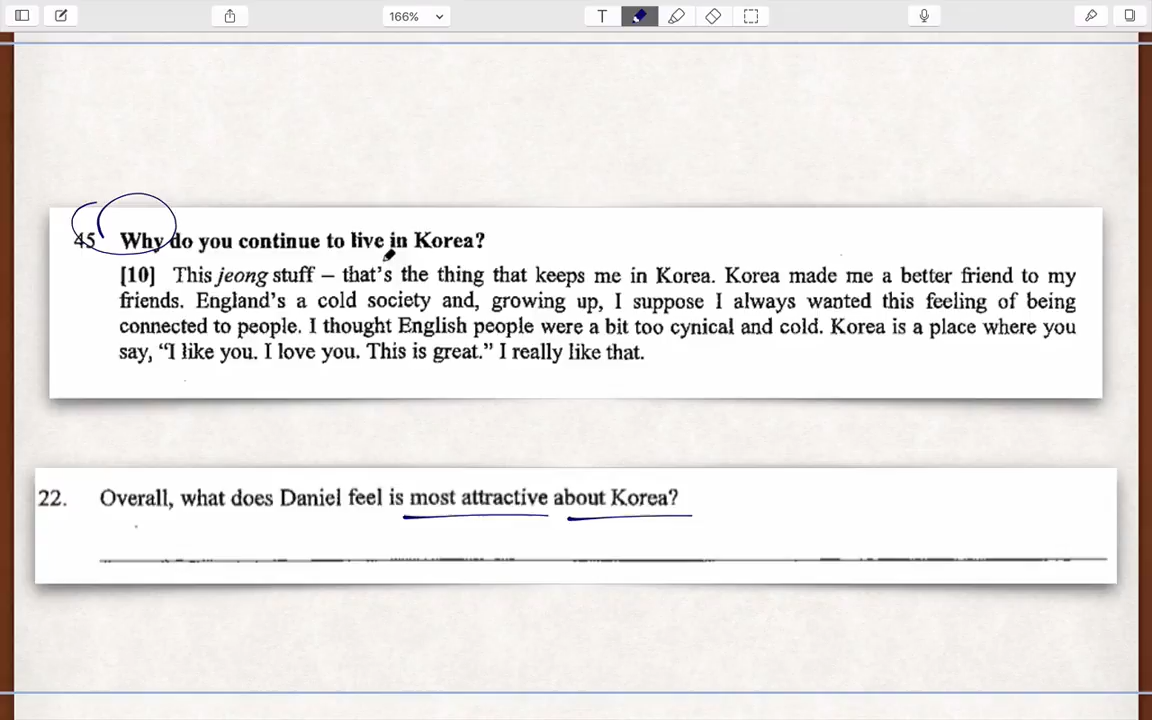 166%
T
45 Why do you continue to live in Korea?
[10] This jeong stuff – that's the thing that keeps me in Korea. Korea made me a better friend to my
friends. England's a cold society and, growing up, I suppose I always wanted this feeling of being
connected to people. I thought English people were a bit too cynical and cold. Korea is a place where you
say, “I like you. I love you. This is great.” I really like that.
22. Overall, what does Daniel feel is most attractive about Korea?